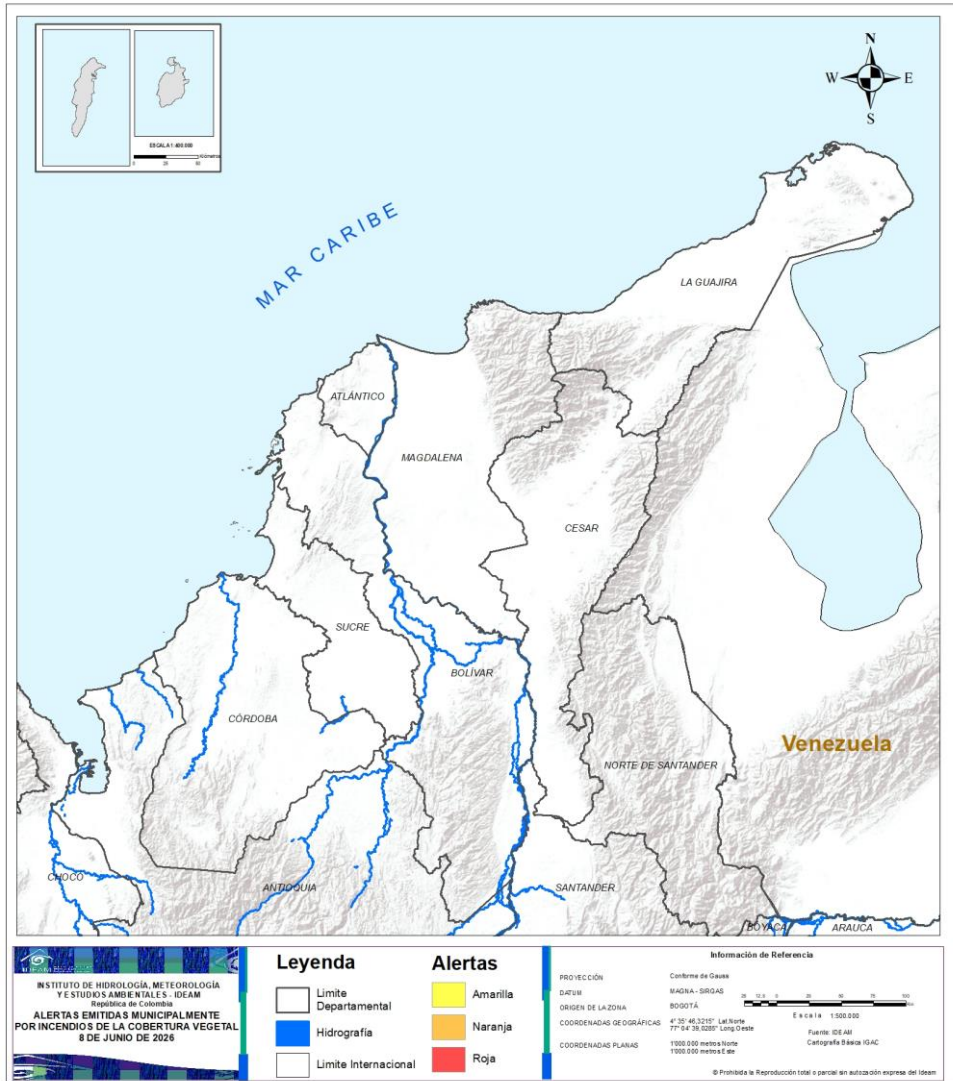 ESCALA 1:400.000
Kilómetros
N
W
E
S
MAR CARIBE
LA GUAJIRA
ATLÁNTICO
MAGDALENA
CESAR
SUCRE
BOLÍVAR
CÓRDOBA
Venezuela
NORTE DE SANTANDER
CHOCÓ
ANTIOQUIA
SANTANDER
BOYACÁ
ARAUCA
IDEAM
INSTITUTO DE HIDROLOGÍA, METEOROLOGÍA
Y ESTUDIOS AMBIENTALES - IDEAM
República de Colombia
ALERTAS EMITIDAS MUNICIPALMENTE
POR INCENDIOS DE LA COBERTURA VEGETAL
8 DE JUNIO DE 2026
Leyenda
Limite
Departamental
Hidrografía
Limite Internacional
Alertas
Amarilla
Naranja
Roja
Información de Referencia
PROYECCIÓN Conforme de Gauss
DATUM MAGNA - SIRGAS
ORIGEN DE LA ZONA BOGOTÁ
COORDENADAS GEOGRÁFICAS 4° 35' 46,3215" Lat.Norte
77° 04' 39,0285" Long.Oeste
COORDENADAS PLANAS 1'000.000 metros Norte
1'000.000 metros Este
Escala 1:500.000
Fuente: IDEAM
Cartografía Básica IGAC
© Prohibida la Reproducción total o parcial sin autozación expresa del Ideam